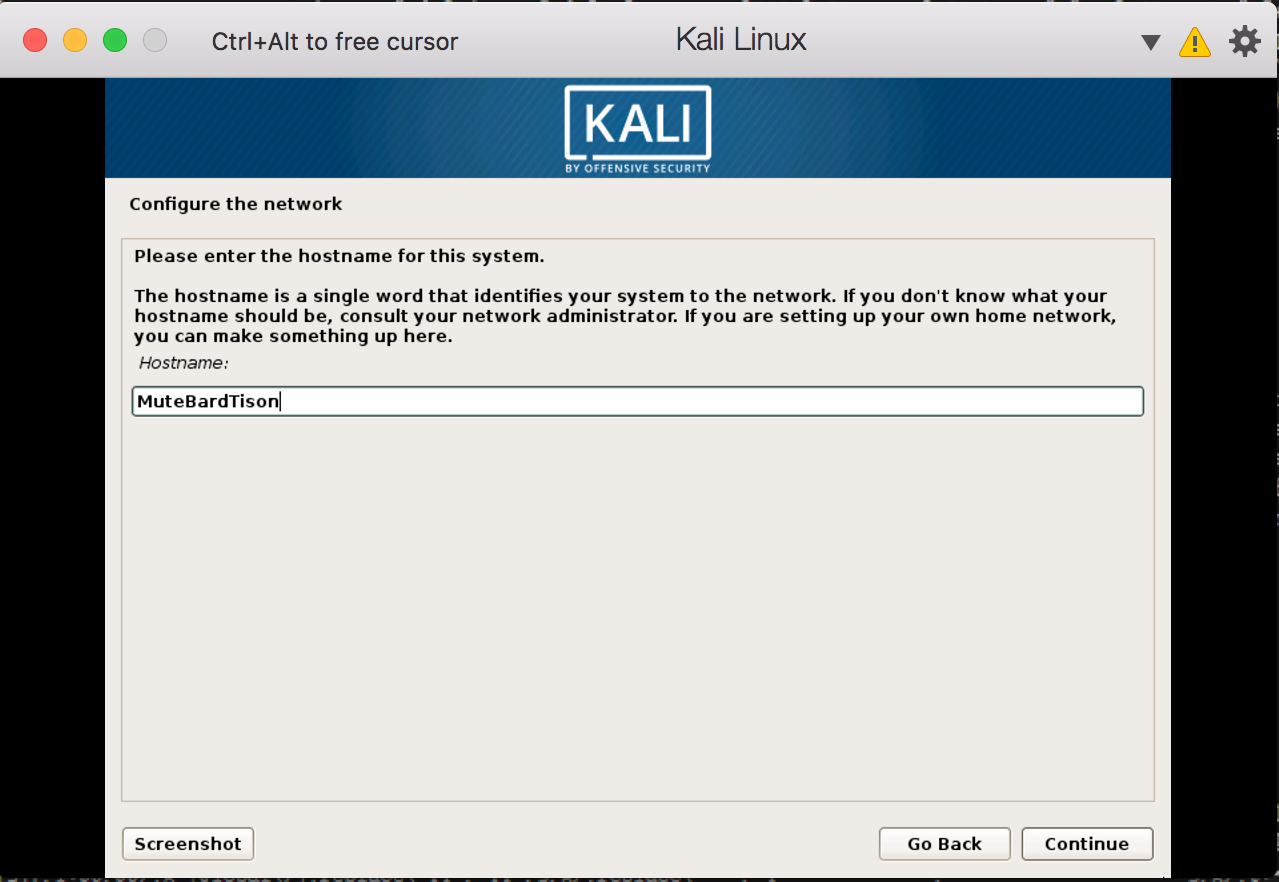 Ctrl+Alt to free cursor
Kali Linux
KALI
BY OFFENSIVE SECURITY
Configure the network
Please enter the hostname for this system.
The hostname is a single word that identifies your system to the network. If you don't know what your
hostname should be, consult your network administrator. If you are setting up your own home network,
you can make something up here.
Hostname:
MuteBardTison
Screenshot
Go Back
Continue